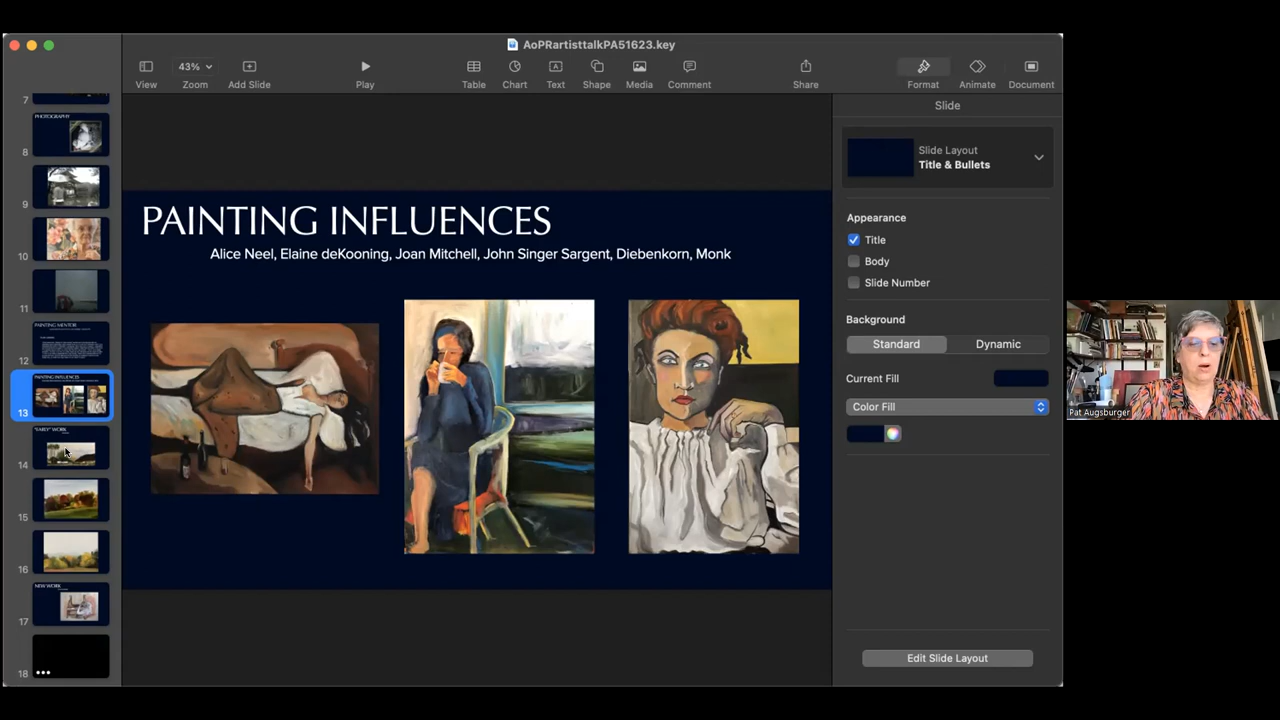 AoPRartisttalkPA51623.key
43%
View
Zoom
Add Slide
Play
Table
Chart
Text
Shape
Media
Comment
Share
Format
Animate
Document
7
PHOTOGRAPHY
8
9
10
11
PAINTING MENTOR
12
PAINTING INFLUENCES
13
"EARLY" WORK
14
15
16
NEW WORK
17
18
PAINTING INFLUENCES
Alice Neel, Elaine deKooning, Joan Mitchell, John Singer Sargent, Diebenkorn, Monk
Slide
Slide Layout
Title & Bullets
Appearance
Title
Body
Slide Number
Background
Standard
Dynamic
Current Fill
Color Fill
Edit Slide Layout
Pat Augsburger